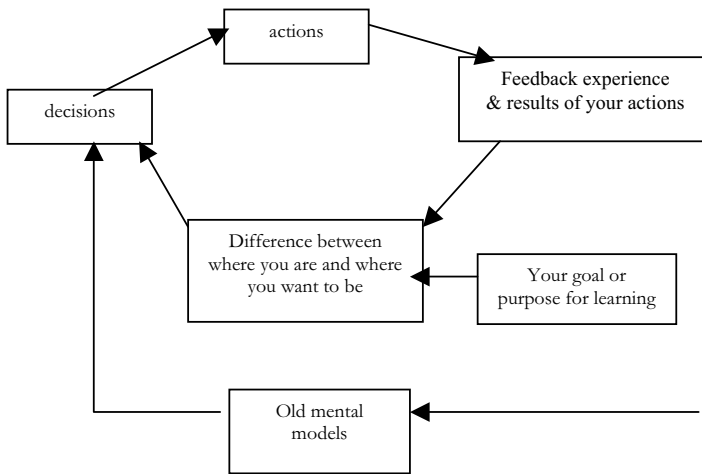 actions
Feedback experience
& results of your actions
decisions
Difference between
where you are and where
you want to be
Your goal or
purpose for learning
Old mental
models